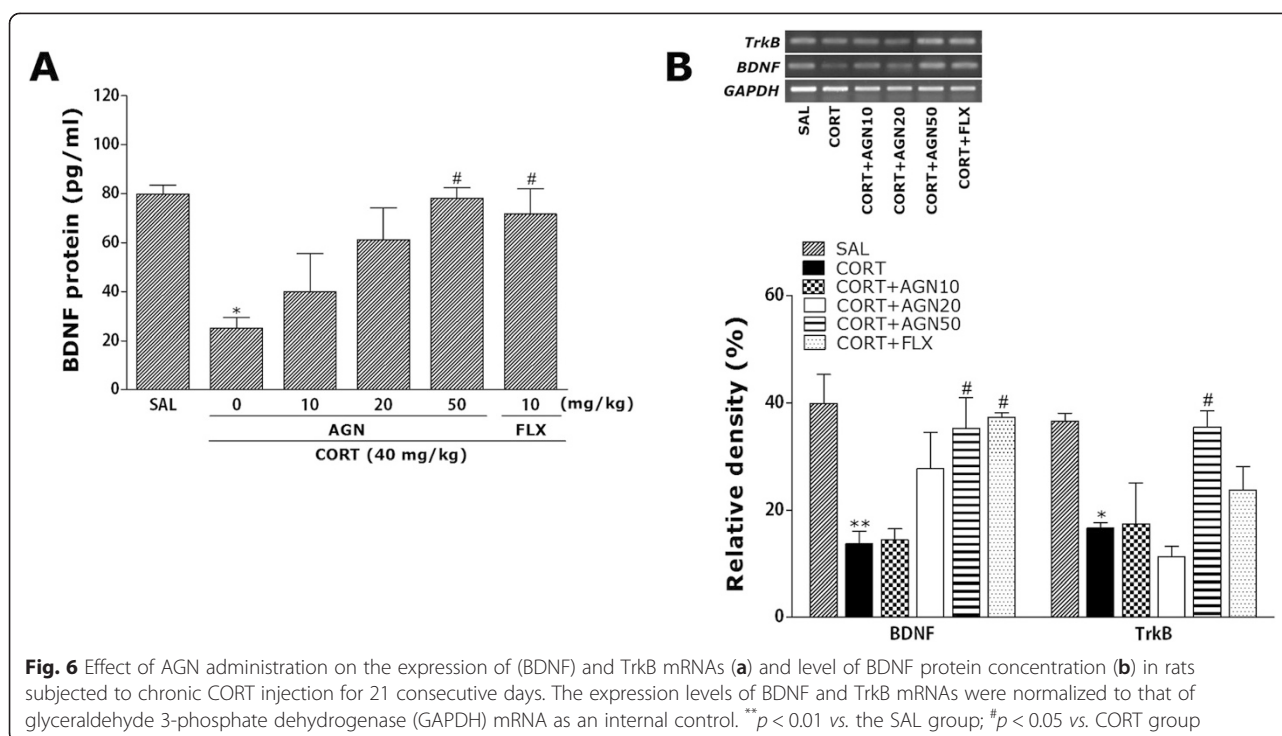 A
BDNF protein (pg/ml)
120
100
80
60
40
20
0
*
#
#
SAL
0
10
20
50
10
(mg/kg)
AGN
FLX
CORT (40 mg/kg)
B
TrkB
BDNF
GAPDH
SAL
CORT
CORT+AGN10
CORT+AGN20
CORT+AGN50
CORT+FLX
SAL
CORT
CORT+AGN10
CORT+AGN20
CORT+AGN50
CORT+FLX
Relative density (%)
60
40
20
0
**
#
#
*
#
BDNF
TrkB
Fig. 6 Effect of AGN administration on the expression of (BDNF) and TrkB mRNAs (a) and level of BDNF protein concentration (b) in rats
subjected to chronic CORT injection for 21 consecutive days. The expression levels of BDNF and TrkB mRNAs were normalized to that of
glyceraldehyde 3-phosphate dehydrogenase (GAPDH) mRNA as an internal control. **p < 0.01 vs. the SAL group; #p < 0.05 vs. CORT group